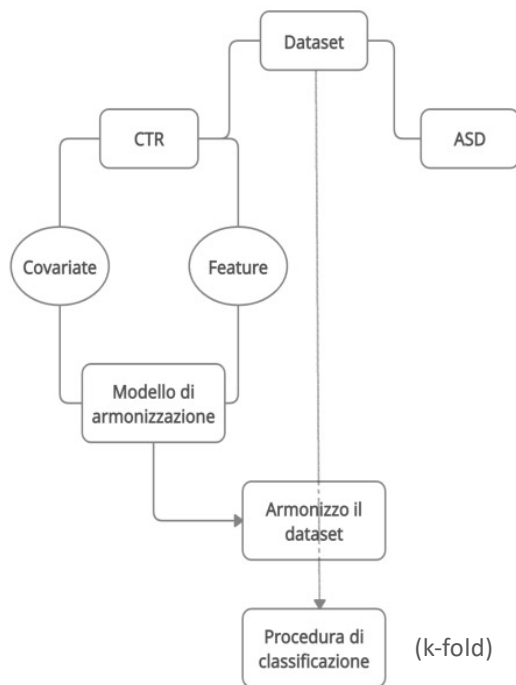 Dataset
CTR
ASD
Covariate
Feature
Modello di
armonizzazione
Armonizzo il
dataset
Procedura di
classificazione
(k-fold)